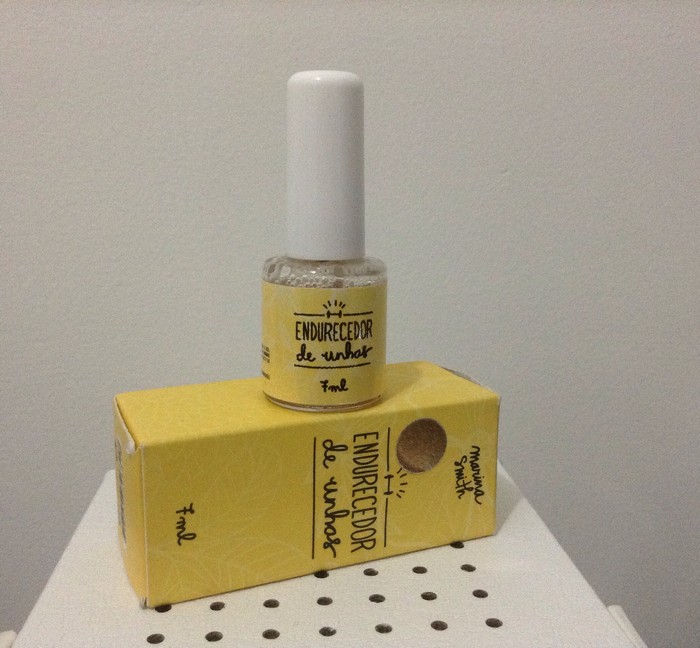 ENDURECEDOR
de unhas
7ml
marina
smith
ENDURECEDOR
de unhas
7ml